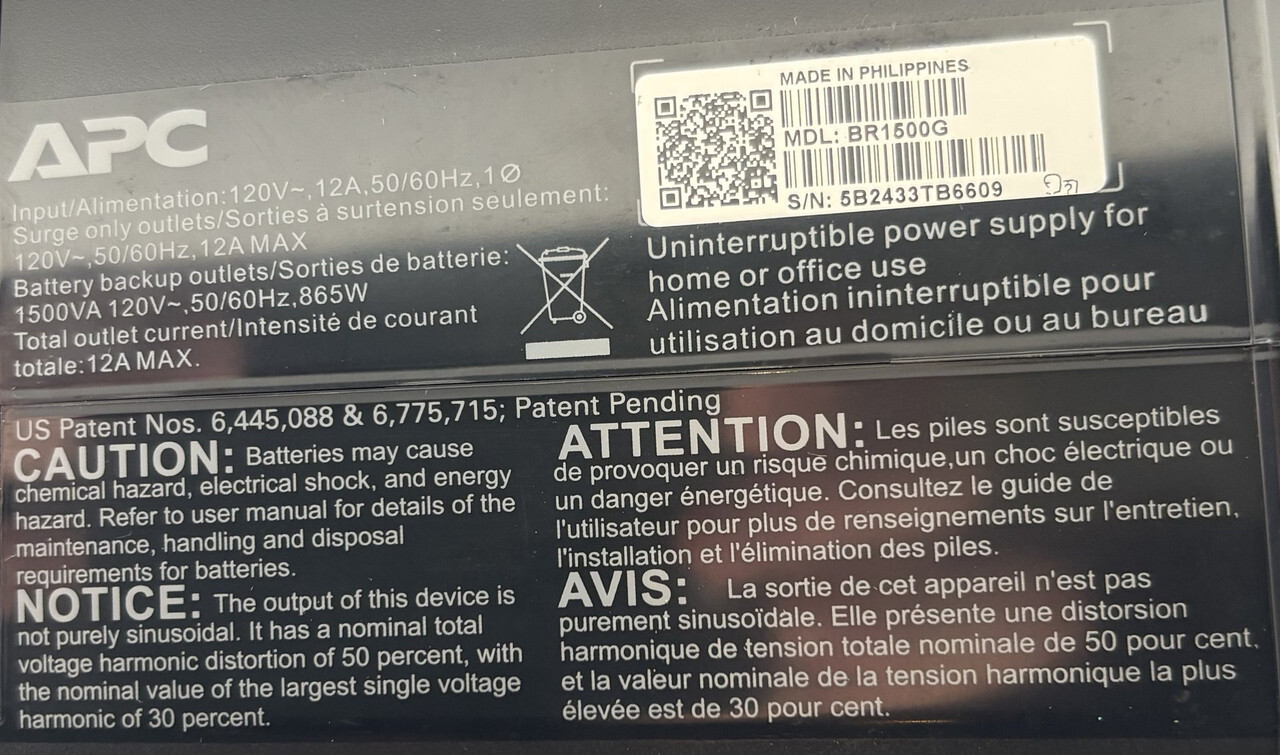 APC
Input/Alimentation:120V~,12A,50/60Hz,1Ø
Surge only outlets/Sorties à surtension seulement:
120V~,50/60Hz,12A MAX
Battery backup outlets/Sorties de batterie:
1500VA 120V~,50/60Hz,865W
Total outlet current/Intensité de courant
totale:12A MAX.
MADE IN PHILIPPINES
MDL: BR1500G
S/N: 5B2433TB6609
Uninterruptible power supply for
home or office use
Alimentation ininterruptible pour
utilisation au domicile ou au bureau
US Patent Nos. 6,445,088 & 6,775,715; Patent Pending
CAUTION: Batteries may cause
chemical hazard, electrical shock, and energy
hazard. Refer to user manual for details of the
maintenance, handling and disposal
requirements for batteries.
NOTICE: The output of this device is
not purely sinusoidal. It has a nominal total
voltage harmonic distortion of 50 percent, with
the nominal value of the largest single voltage
harmonic of 30 percent.
ATTENTION: Les piles sont susceptibles
de provoquer un risque chimique,un choc électrique ou
un danger énergétique. Consultez le guide de
l'utilisateur pour plus de renseignements sur l'entretien,
l'installation et l'élimination des piles.
AVIS: La sortie de cet appareil n'est pas
purement sinusoïdale. Elle présente une distorsion
harmonique de tension totale nominale de 50 pour cent,
et la valeur nominale de la tension harmonique la plus
élevée est de 30 pour cent.